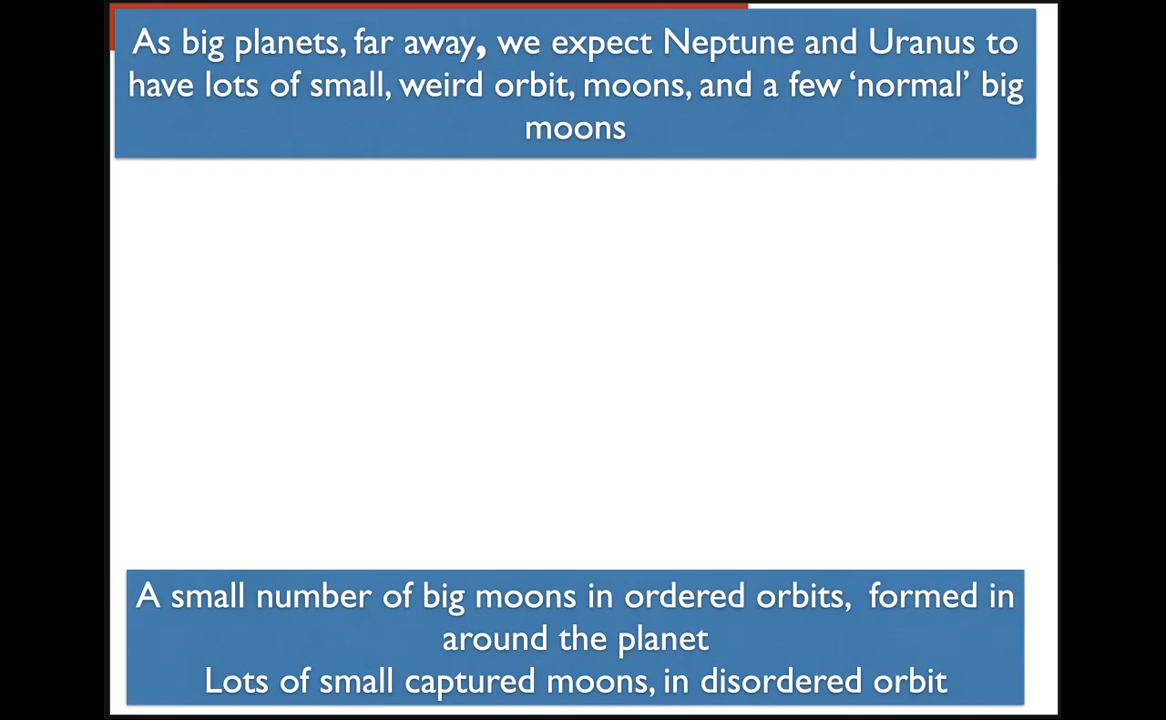 As big planets, far away, we expect Neptune and Uranus to
have lots of small, weird orbit, moons, and a few ‘normal’ big
moons
A small number of big moons in ordered orbits, formed in
around the planet
Lots of small captured moons, in disordered orbit